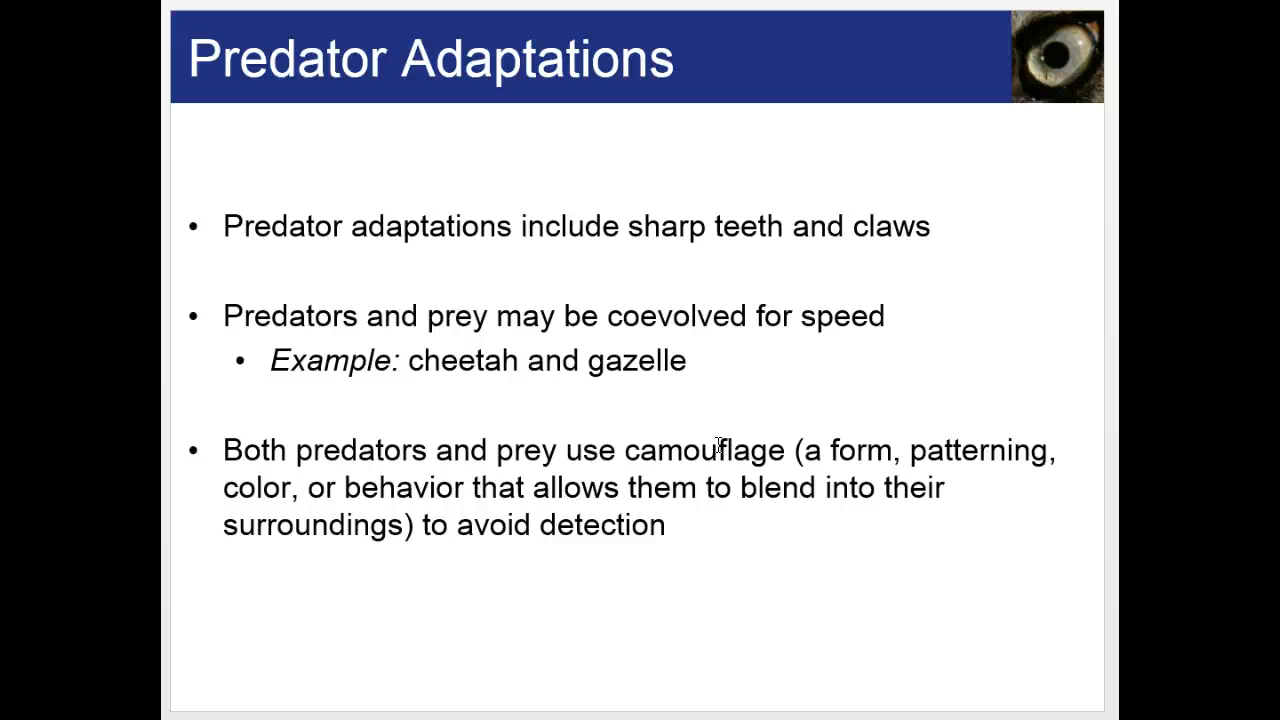 Predator Adaptations
• Predator adaptations include sharp teeth and claws
• Predators and prey may be coevolved for speed
• Example: cheetah and gazelle
• Both predators and prey use camouflage (a form, patterning,
color, or behavior that allows them to blend into their
surroundings) to avoid detection